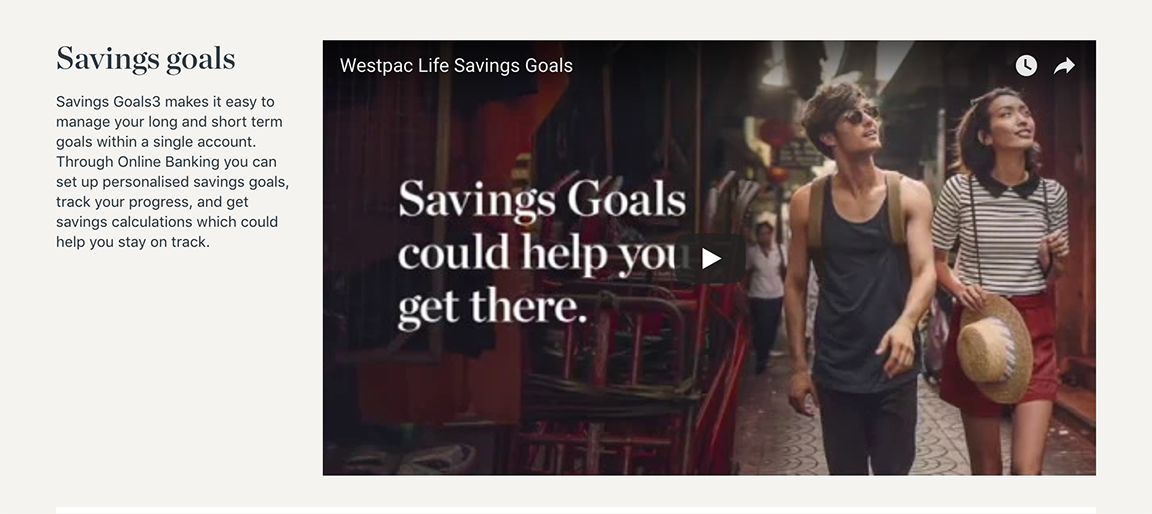 Savings goals
Savings Goals3 makes it easy to
manage your long and short term
goals within a single account.
Through Online Banking you can
set up personalised savings goals,
track your progress, and get
savings calculations which could
help you stay on track.
Westpac Life Savings Goals
Savings Goals
could help you
get there.